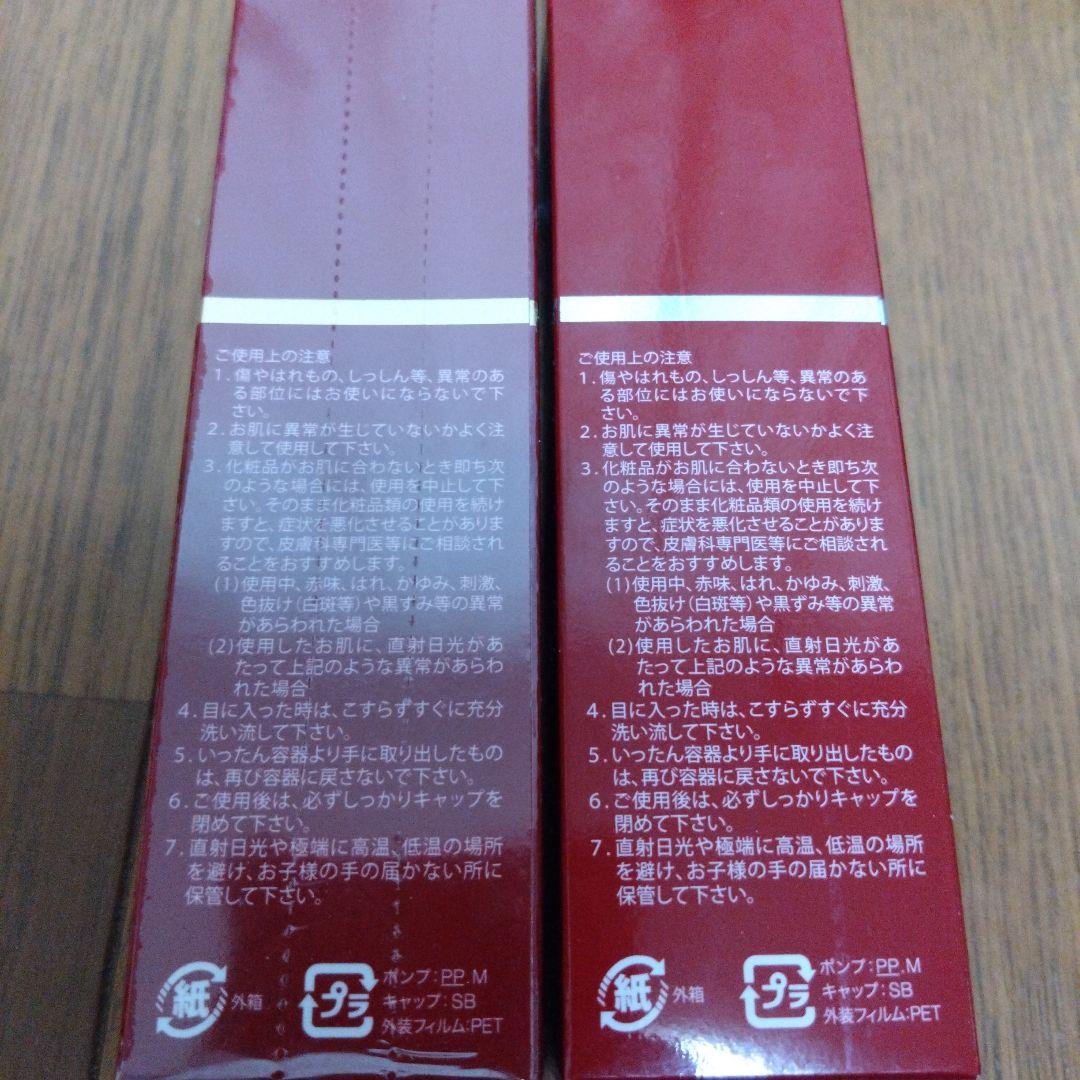 ご使用上の注意
1.傷やはれもの、しっしん等、異常のあ
る部位にはお使いにならないで下
さい。
2.お肌に異常が生じていないかよく注
意して使用して下さい。
3.化粧品がお肌に合わないとき即ち次
のような場合には、使用を中止して下
さい。そのまま化粧品類の使用を続け
ますと、症状を悪化させることがありま
すので、皮膚科専門医等にご相談され
ることをおすすめします。
(1)使用中、赤味、はれ、かゆみ、刺激、
色抜け(白斑等)や黒ずみ等の異常
があらわれた場合
(2)使用したお肌に、直射日光があ
たって上記のような異常があらわ
れた場合
4.目に入った時は、こすらずすぐに充分
洗い流して下さい。
5.いったん容器より手に取り出したもの
は、再び容器に戻さないで下さい。
6.ご使用後は、必ずしっかりキャップを
閉めて下さい。
7.直射日光や極端に高温、低温の場所
を避け、お子様の手の届かない所に
保管して下さい。
紙 外箱
プラ ポンプ:PP.M
キャップ:SB
外装フィルム:PET
ご使用上の注意
1.傷やはれもの、しっしん等、異常のあ
る部位にはお使いにならないで下
さい。
2.お肌に異常が生じていないかよく注
意して使用して下さい。
3.化粧品がお肌に合わないとき即ち次
のような場合には、使用を中止して下
さい。そのまま化粧品類の使用を続け
ますと、症状を悪化させることがありま
すので、皮膚科専門医等にご相談され
ることをおすすめします。
(1)使用中、赤味、はれ、かゆみ、刺激、
色抜け(白斑等)や黒ずみ等の異常
があらわれた場合
(2)使用したお肌に、直射日光があ
たって上記のような異常があらわ
れた場合
4.目に入った時は、こすらずすぐに充分
洗い流して下さい。
5.いったん容器より手に取り出したもの
は、再び容器に戻さないで下さい。
6.ご使用後は、必ずしっかりキャップを
閉めて下さい。
7.直射日光や極端に高温、低温の場所
を避け、お子様の手の届かない所に
保管して下さい。
紙 外箱
プラ ポンプ:PP.M
キャップ:SB
外装フィルム:PET